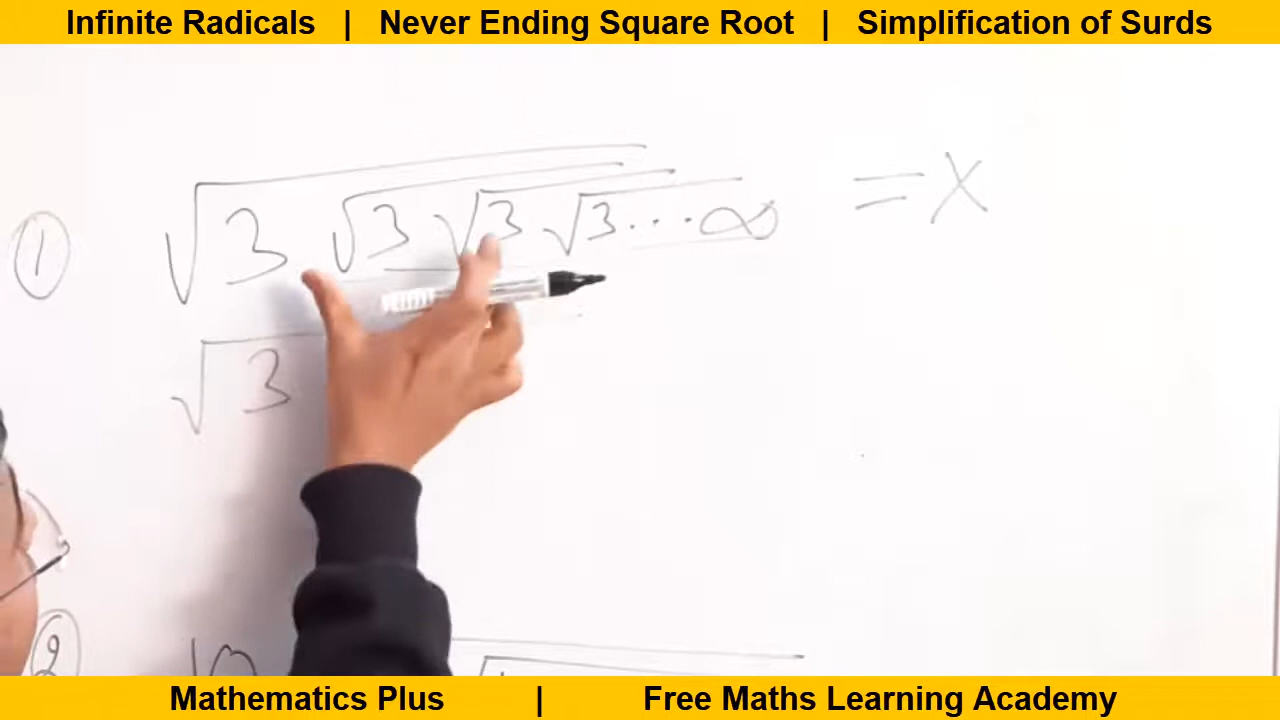 Infinite Radicals | Never Ending Square Root | Simplification of Surds
① √3 √3 √3 √3 ... ∞ = X
√3
②
Mathematics Plus | Free Maths Learning Academy